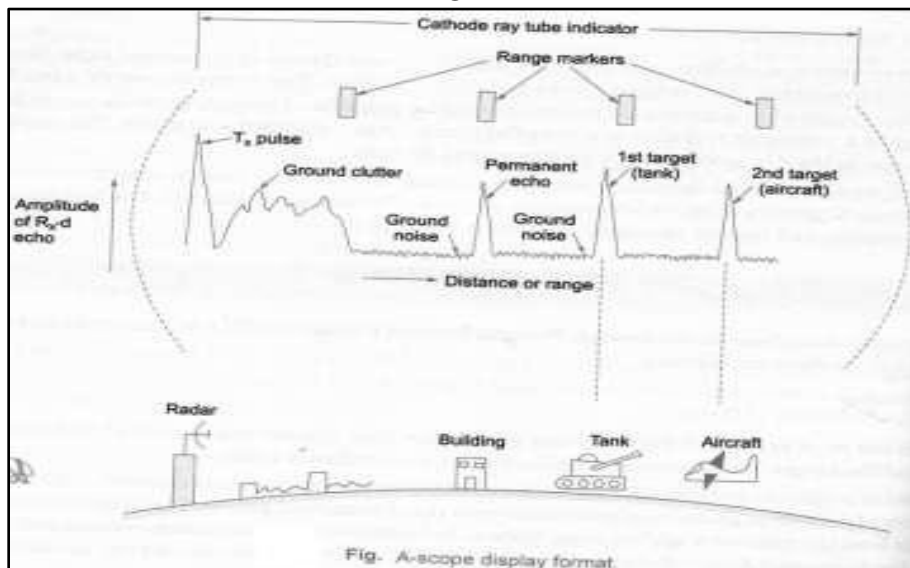 Cathode ray tube indicator
Range markers
Tx pulse
Ground clutter
Permanent
echo
1st target
(tank)
2nd target
(aircraft)
Amplitude
of Rx-d
echo
Ground
noise
Ground
noise
Distance or range
Radar
Building
Tank
Aircraft
Fig. A-scope display format.